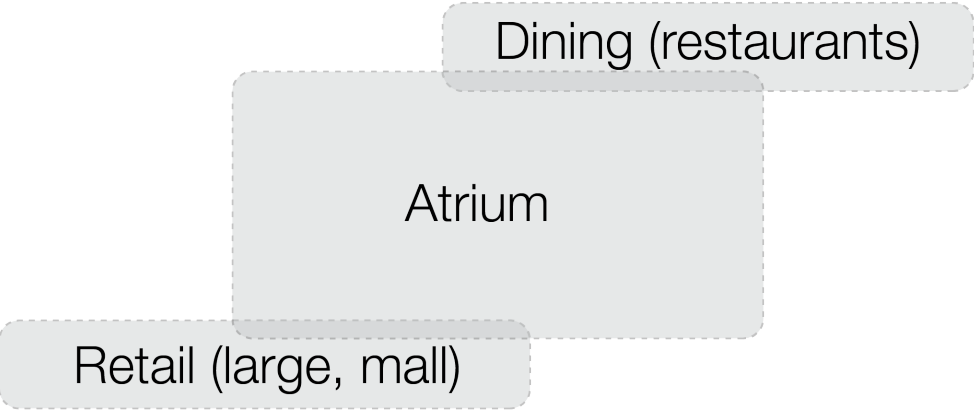 Dining (restaurants)
Atrium
Retail (large, mall)